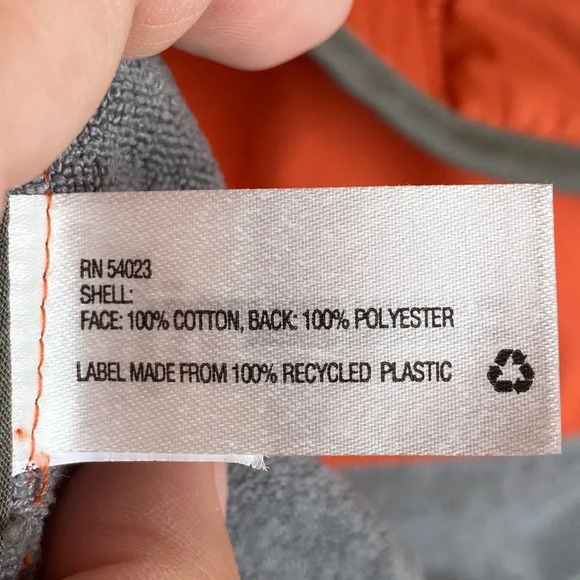 RN 54023
SHELL:
FACE: 100% COTTON, BACK: 100% POLYESTER
LABEL MADE FROM 100% RECYCLED PLASTIC